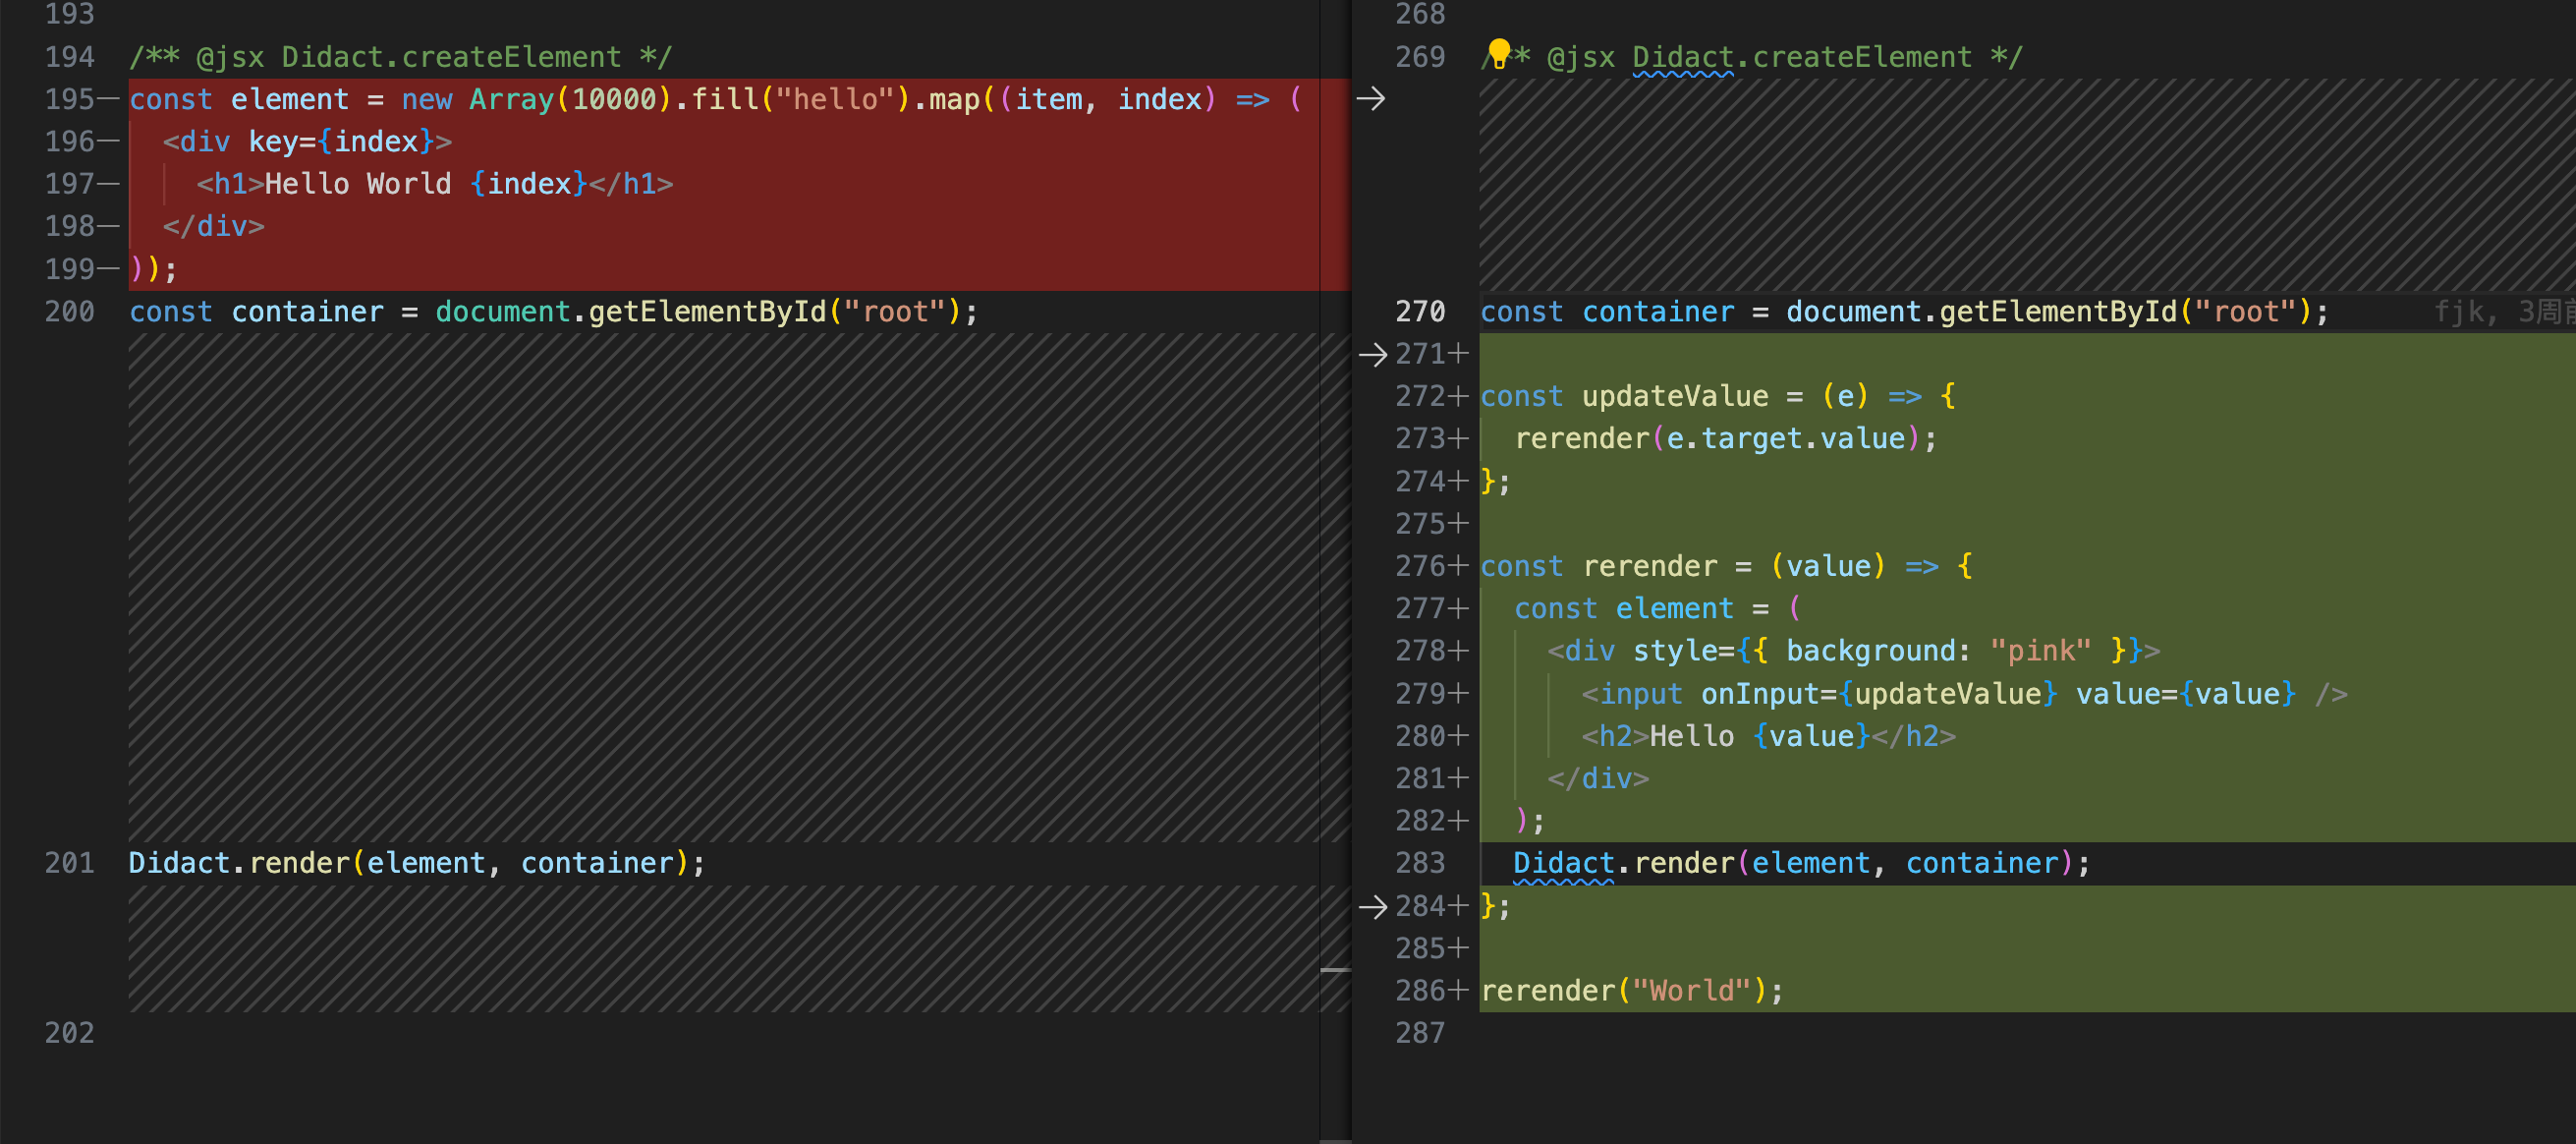 193
194 /** @jsx Didact.createElement */
195— const element = new Array(10000).fill("hello").map((item, index) => (
196— <div key={index}>
197— <h1>Hello World {index}</h1>
198— </div>
199— ));
200 const container = document.getElementById("root");
201 Didact.render(element, container);
202
268
269 /** @jsx Didact.createElement */
270 const container = document.getElementById("root"); fjk, 3周前
271+
272+ const updateValue = (e) => {
273+ rerender(e.target.value);
274+ };
275+
276+ const rerender = (value) => {
277+ const element = (
278+ <div style={{ background: "pink" }}>
279+ <input onInput={updateValue} value={value} />
280+ <h2>Hello {value}</h2>
281+ </div>
282+ );
283 Didact.render(element, container);
284+ };
285+
286+ rerender("World");
287